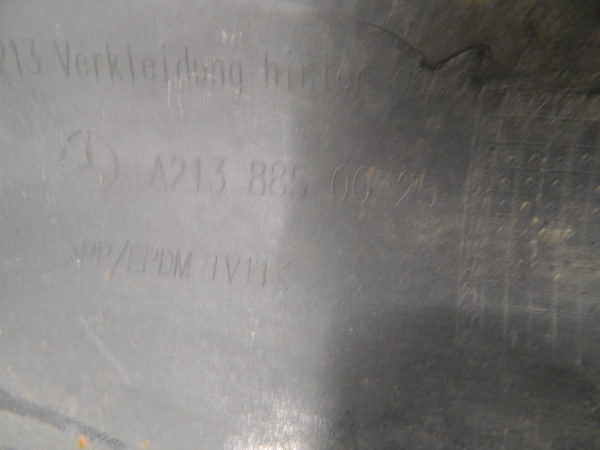 213 Verkleidung hinten
A213 885 00 25
>PP/EPDM TV11<